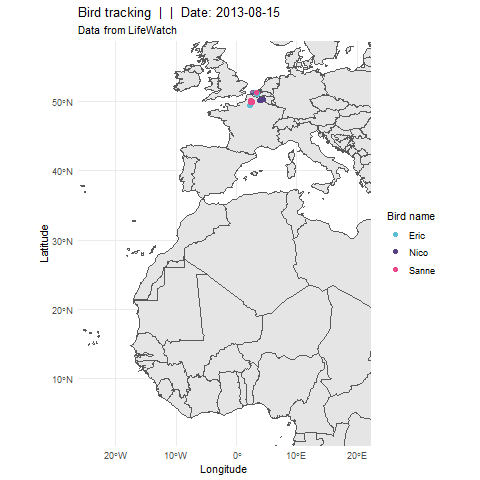 Bird tracking | | Date: 2013-08-15
Data from LifeWatch
50°N
40°N
30°N
20°N
10°N
Latitude
20°W
10°W
0°
10°E
20°E
Longitude
Bird name
Eric
Nico
Sanne